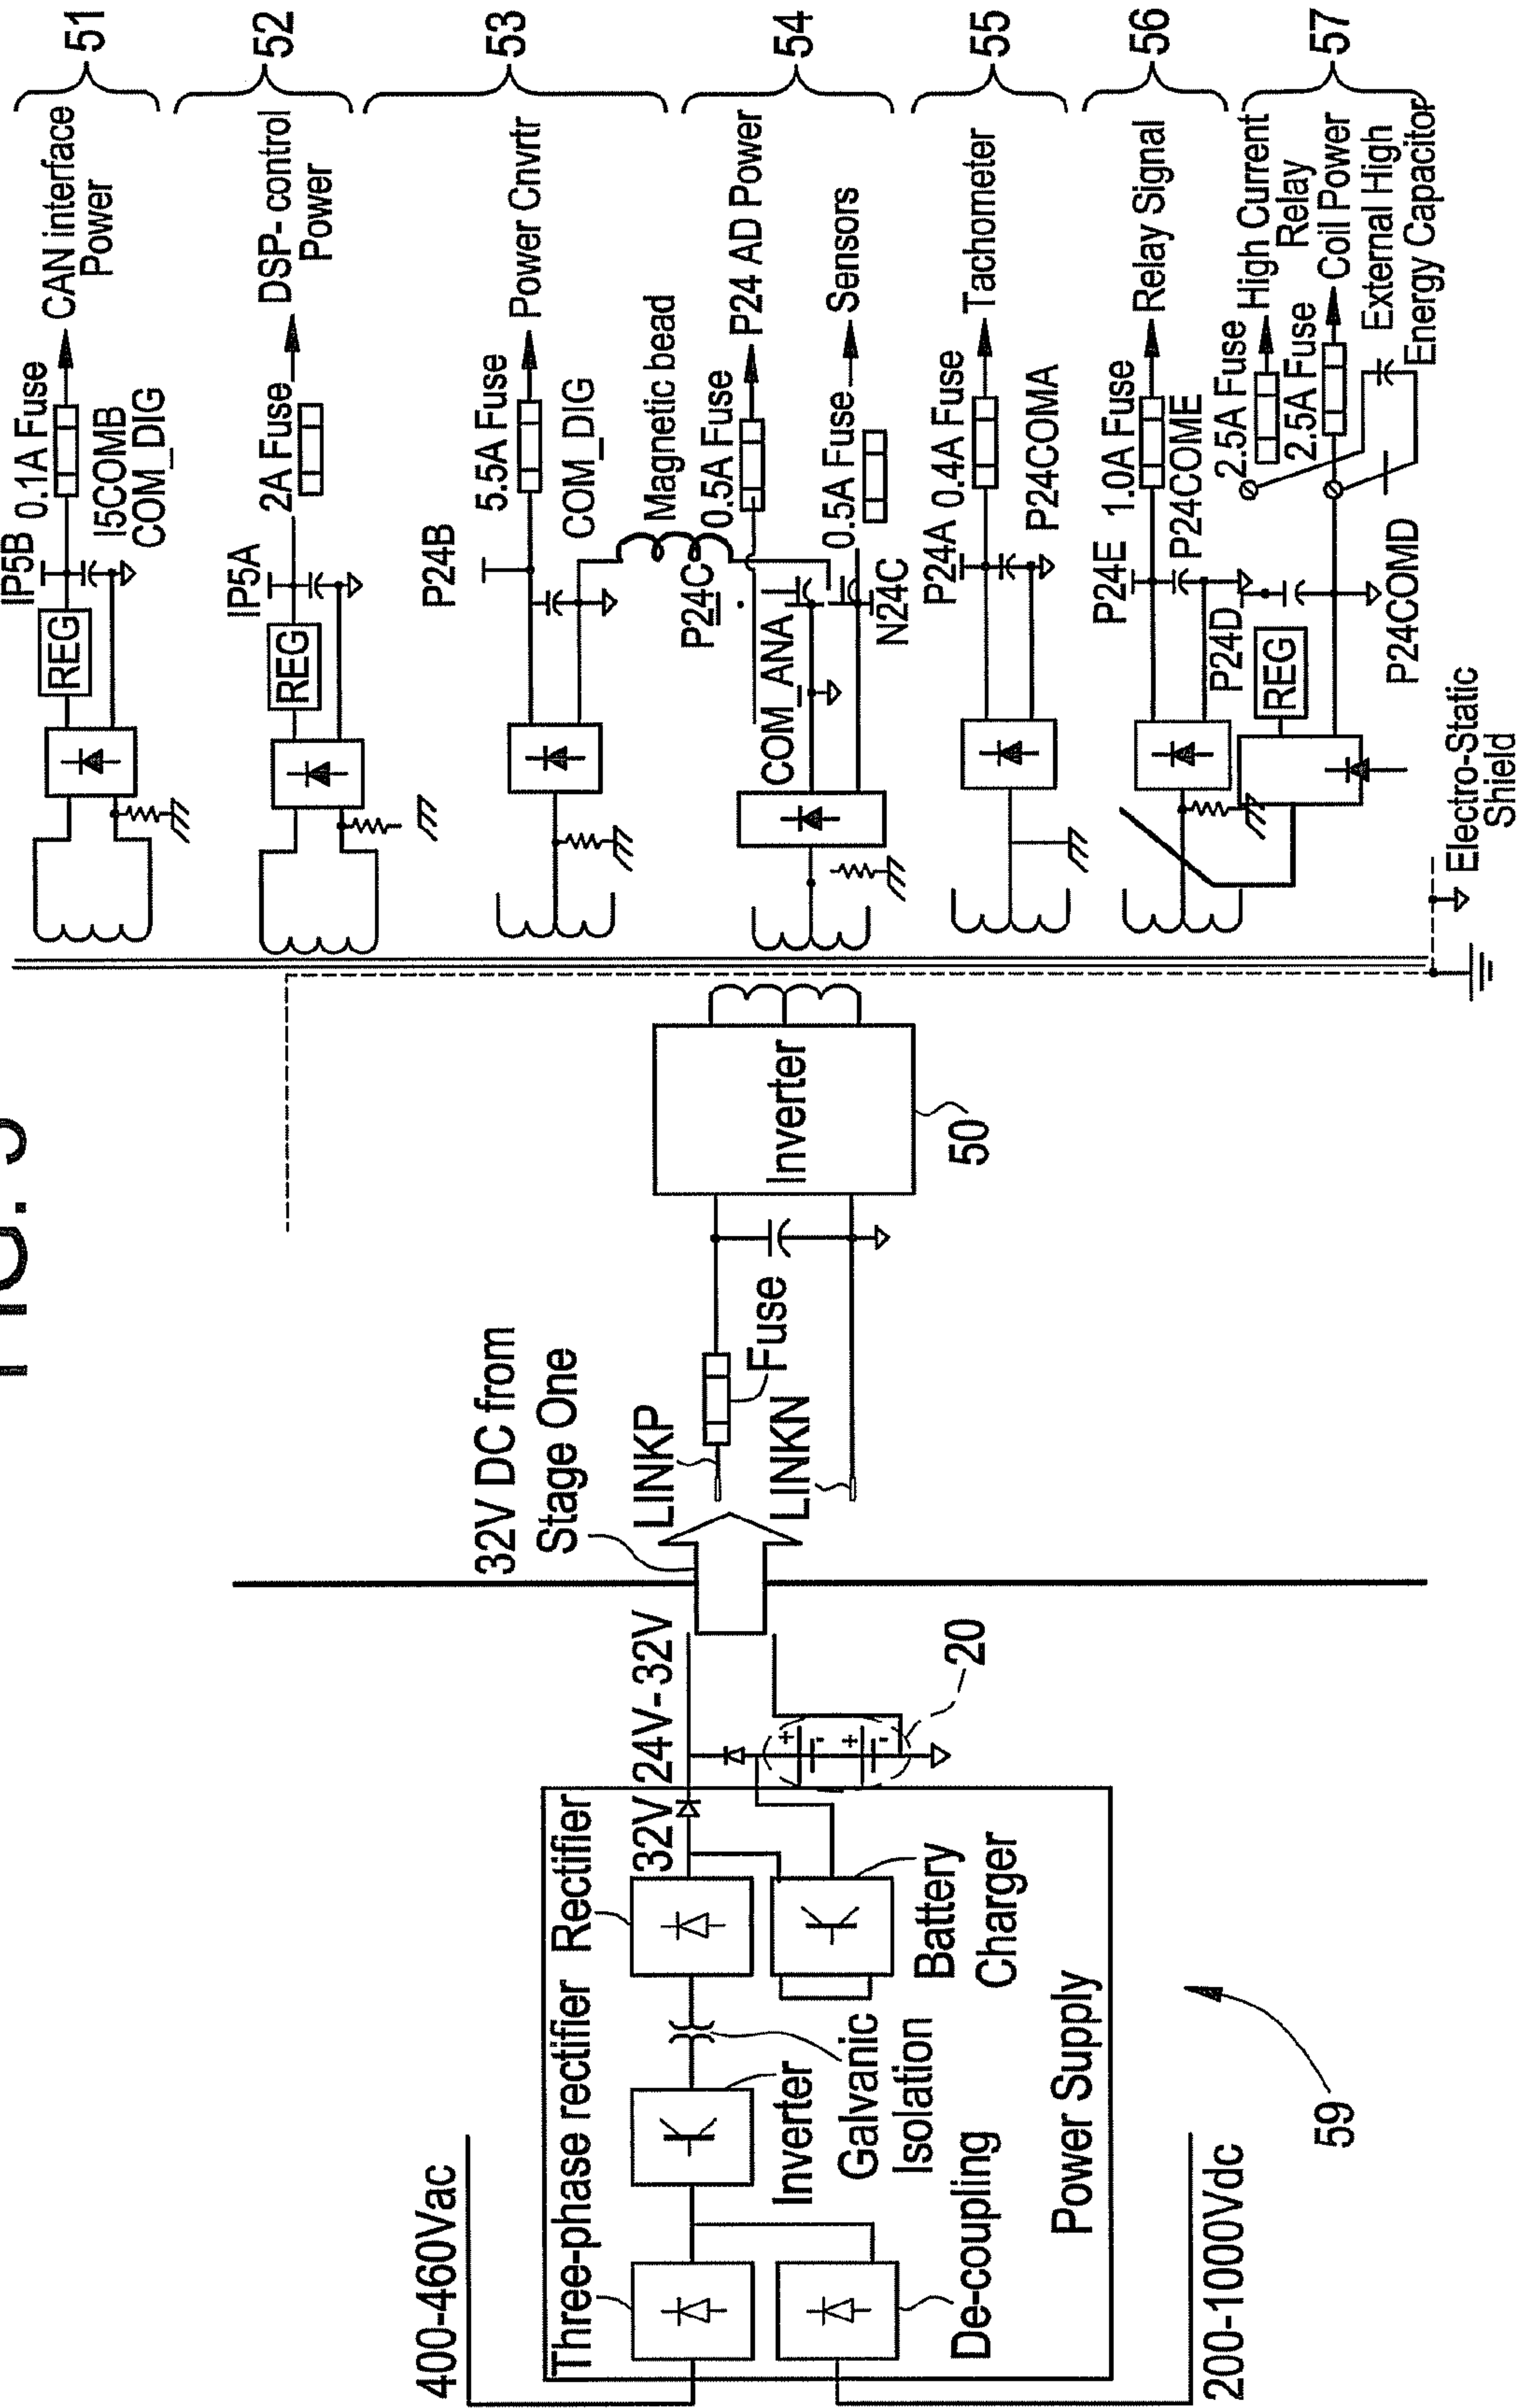 FIG. 5
400-460Vac
Three-phase rectifier
Rectifier
32V
24V-32V
Inverter
Galvanic
Isolation
Battery
Charger
De-coupling
Power Supply
200-1000Vdc
59
20
32V DC from
Stage One
LINKP
Fuse
LINKN
Inverter
50
Electro-Static
Shield
IP5B
0.1A Fuse
CAN interface
Power
51
REG
I5COMB
COM_DIG
IP5A
2A Fuse
DSP-control
Power
52
REG
P24B
5.5A Fuse
Power Cnvrtr
53
COM_DIG
Magnetic bead
P24C
0.5A Fuse
P24 AD Power
54
COM_ANA
0.5A Fuse
Sensors
N24C
P24A
0.4A Fuse
Tachometer
55
P24COMA
P24E
1.0A Fuse
Relay Signal
56
P24COME
P24D
REG
2.5A Fuse
High Current
Relay
57
2.5A Fuse
Coil Power
External High
Energy Capacitor
P24COMD